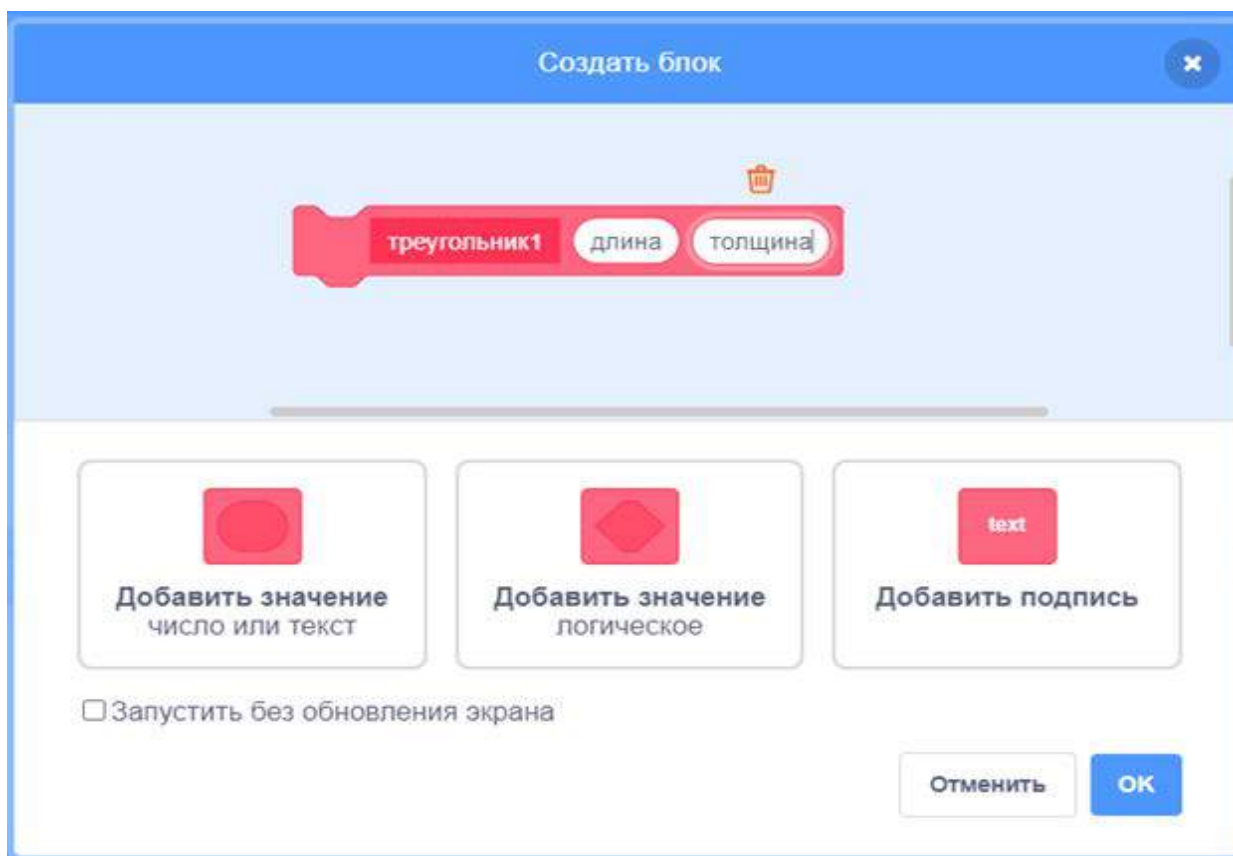 Создать блок
треугольник1 длина толщина
text
Добавить значение
число или текст
Добавить значение
логическое
Добавить подпись
Запустить без обновления экрана
Отменить
ОК